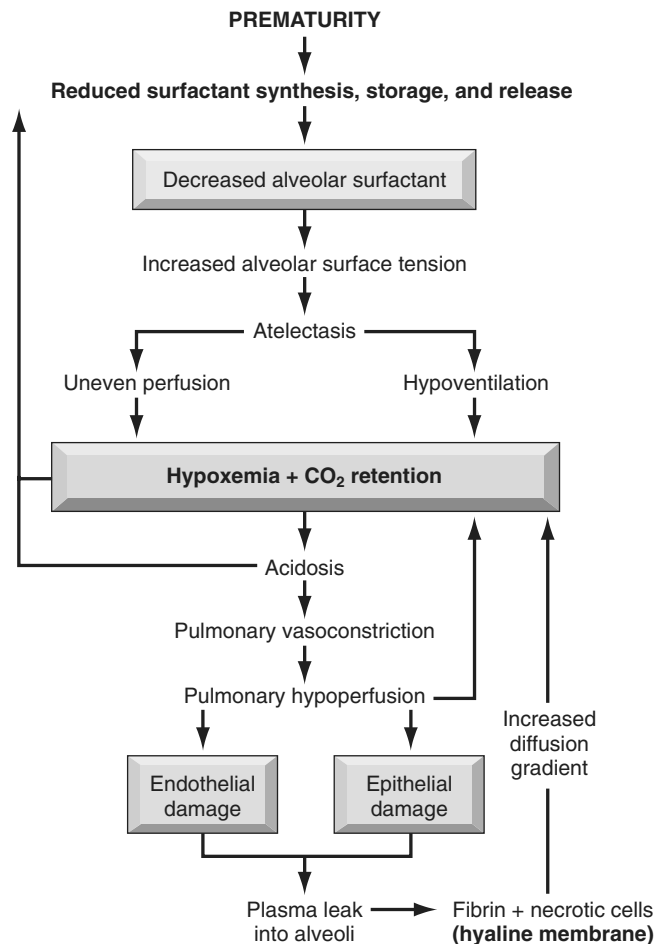 PREMATURITY
Reduced surfactant synthesis, storage, and release
Decreased alveolar surfactant
Increased alveolar surface tension
Atelectasis
Uneven perfusion
Hypoventilation
Hypoxemia + CO₂ retention
Acidosis
Pulmonary vasoconstriction
Pulmonary hypoperfusion
Increased
diffusion
gradient
Endothelial
damage
Epithelial
damage
Plasma leak
into alveoli
Fibrin + necrotic cells
(hyaline membrane)